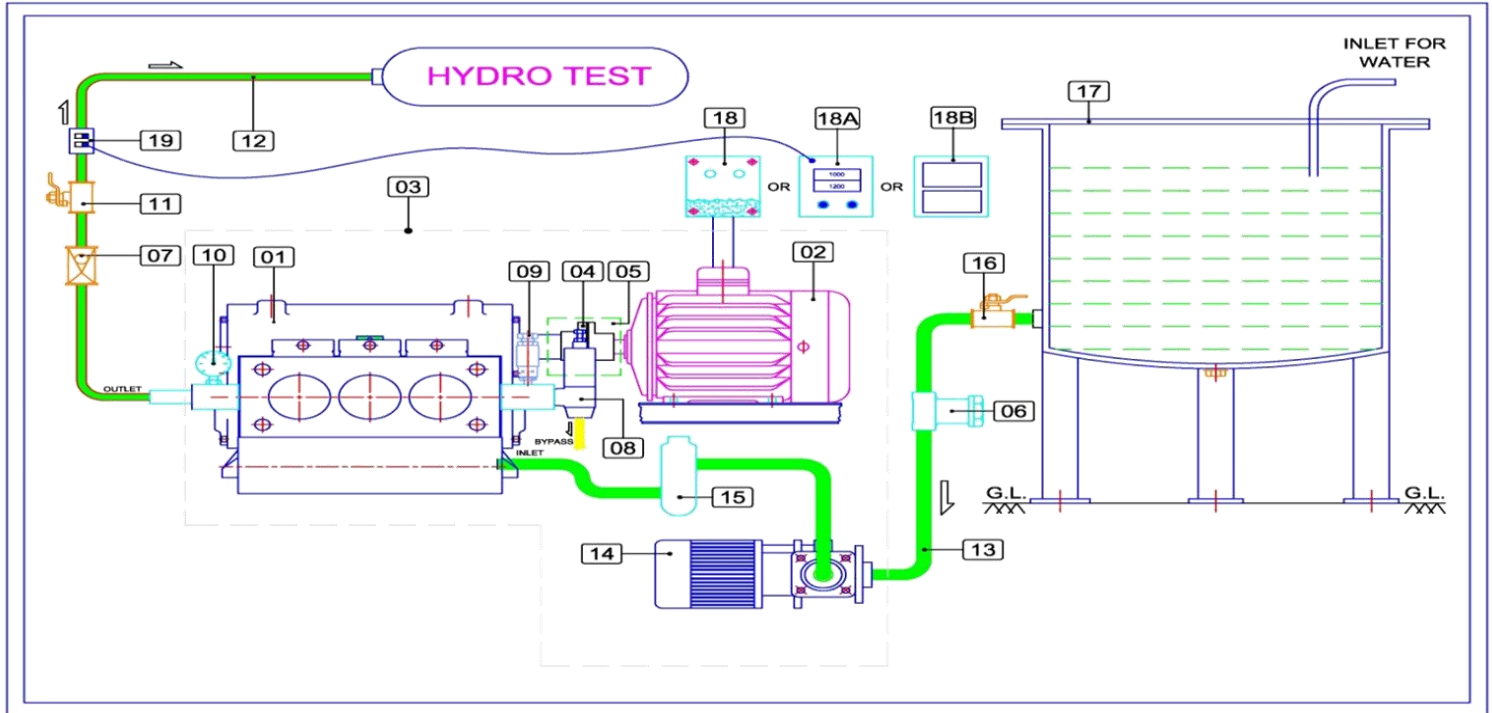 INLET FOR
WATER
HYDRO TEST
17
18
18A
18B
19
12
1000
1200
OR
OR
03
11
07
10
01
09
04
05
02
16
OUTLET
06
BYPASS
08
INLET
15
G.L.
G.L.
14
13